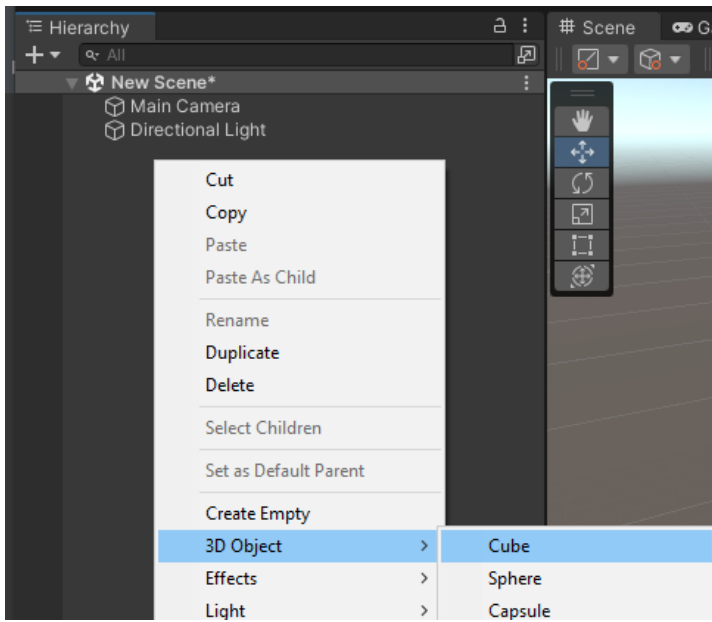 Hierarchy
All
New Scene*
Main Camera
Directional Light
Cut
Copy
Paste
Paste As Child
Rename
Duplicate
Delete
Select Children
Set as Default Parent
Create Empty
3D Object
Effects
Light
Cube
Sphere
Capsule
Scene